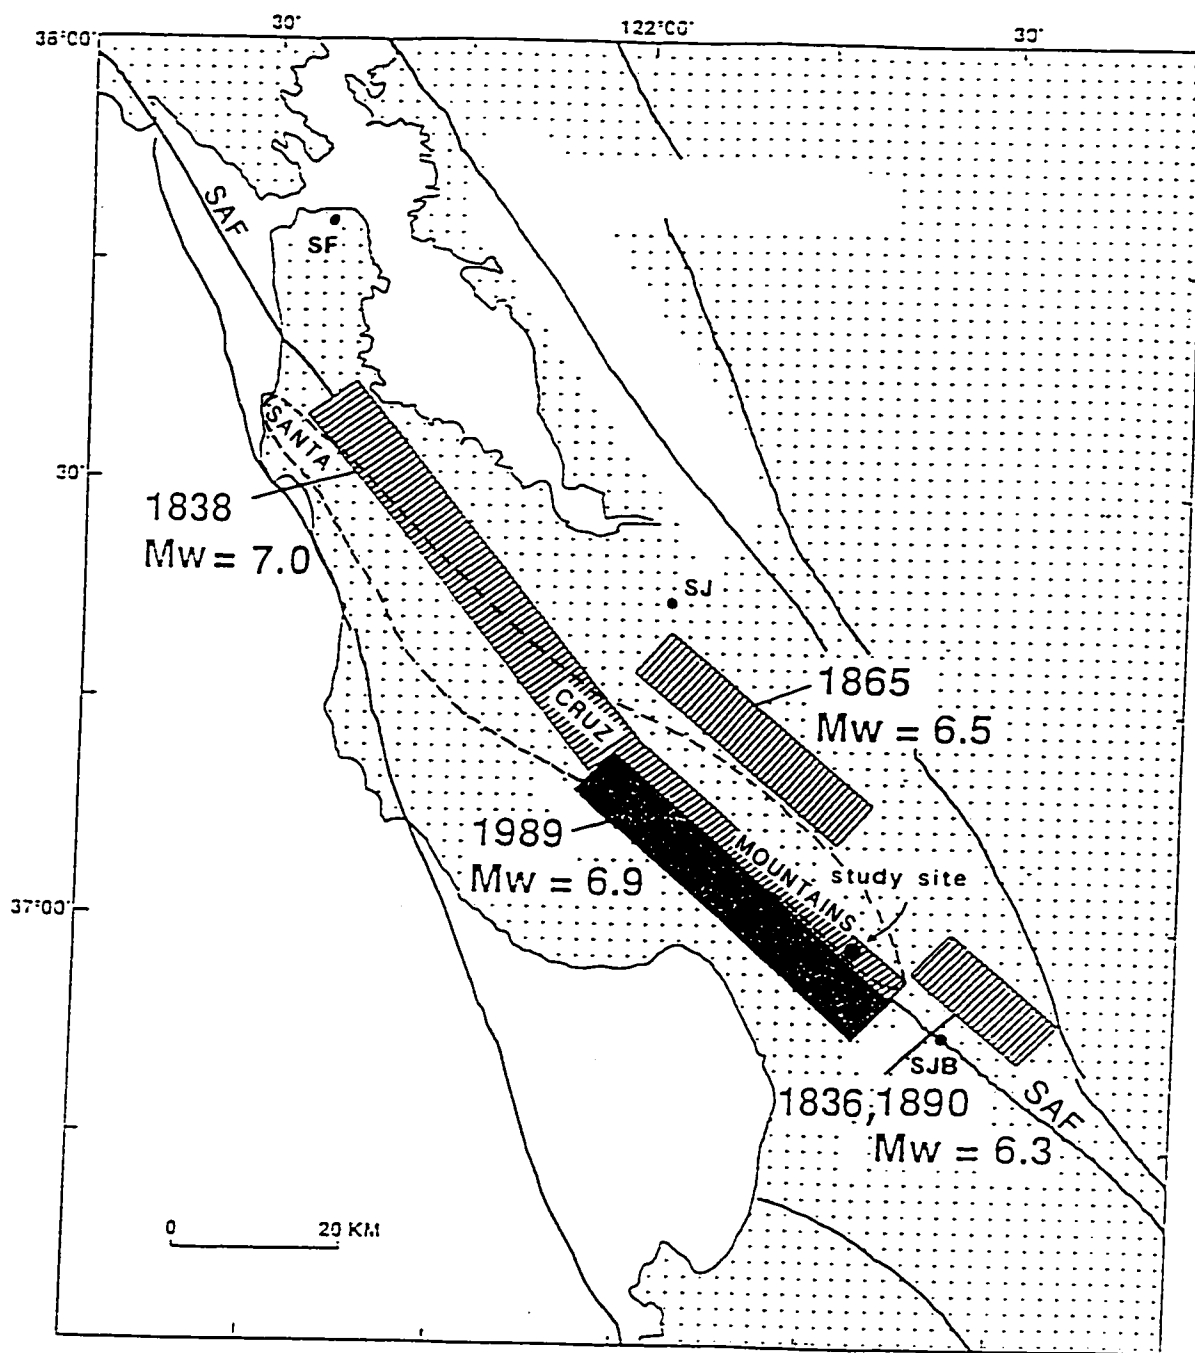 30'
122°00'
30'
38°00'
SAF
SF
SANTA
30'
1838
Mw = 7.0
SJ
1865
Mw = 6.5
CRUZ
1989
Mw = 6.9
MOUNTAINS
study site
37°00'
SJB
1836,1890
Mw = 6.3
SAF
0
20 KM